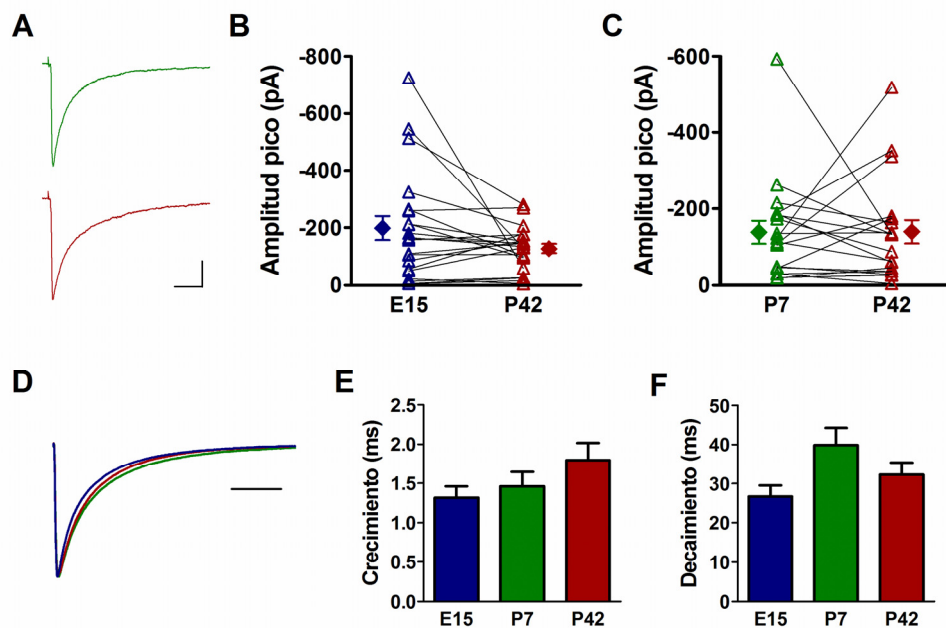 A
B
C
Amplitud pico (pA)
-800
-600
-400
-200
0
E15 P42
Amplitud pico (pA)
-600
-400
-200
0
P7 P42
D
E
F
Crecimiento (ms)
2.5
2.0
1.5
1.0
0.5
0.0
E15 P7 P42
Decaimiento (ms)
50
40
30
20
10
0
E15 P7 P42